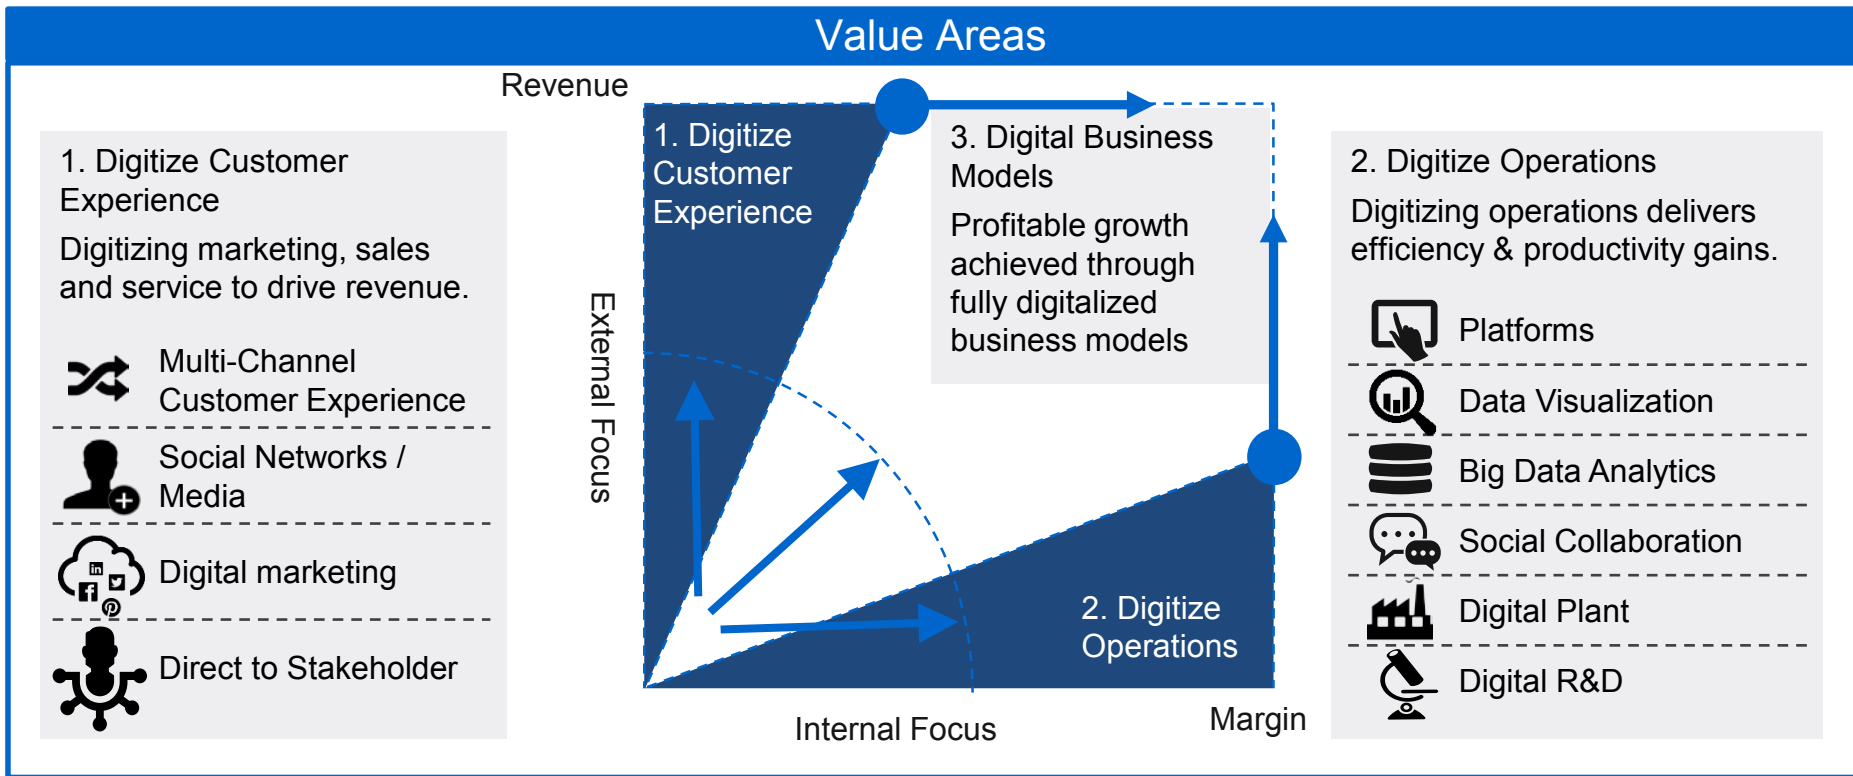 Value Areas
1. Digitize Customer
Experience
Digitizing marketing, sales
and service to drive revenue.
Multi-Channel
Customer Experience
Social Networks /
Media
Digital marketing
Direct to Stakeholder
Revenue
External Focus
1. Digitize
Customer
Experience
3. Digital Business
Models
Profitable growth
achieved through
fully digitalized
business models
2. Digitize
Operations
Internal Focus
Margin
2. Digitize Operations
Digitizing operations delivers
efficiency & productivity gains.
Platforms
Data Visualization
Big Data Analytics
Social Collaboration
Digital Plant
Digital R&D